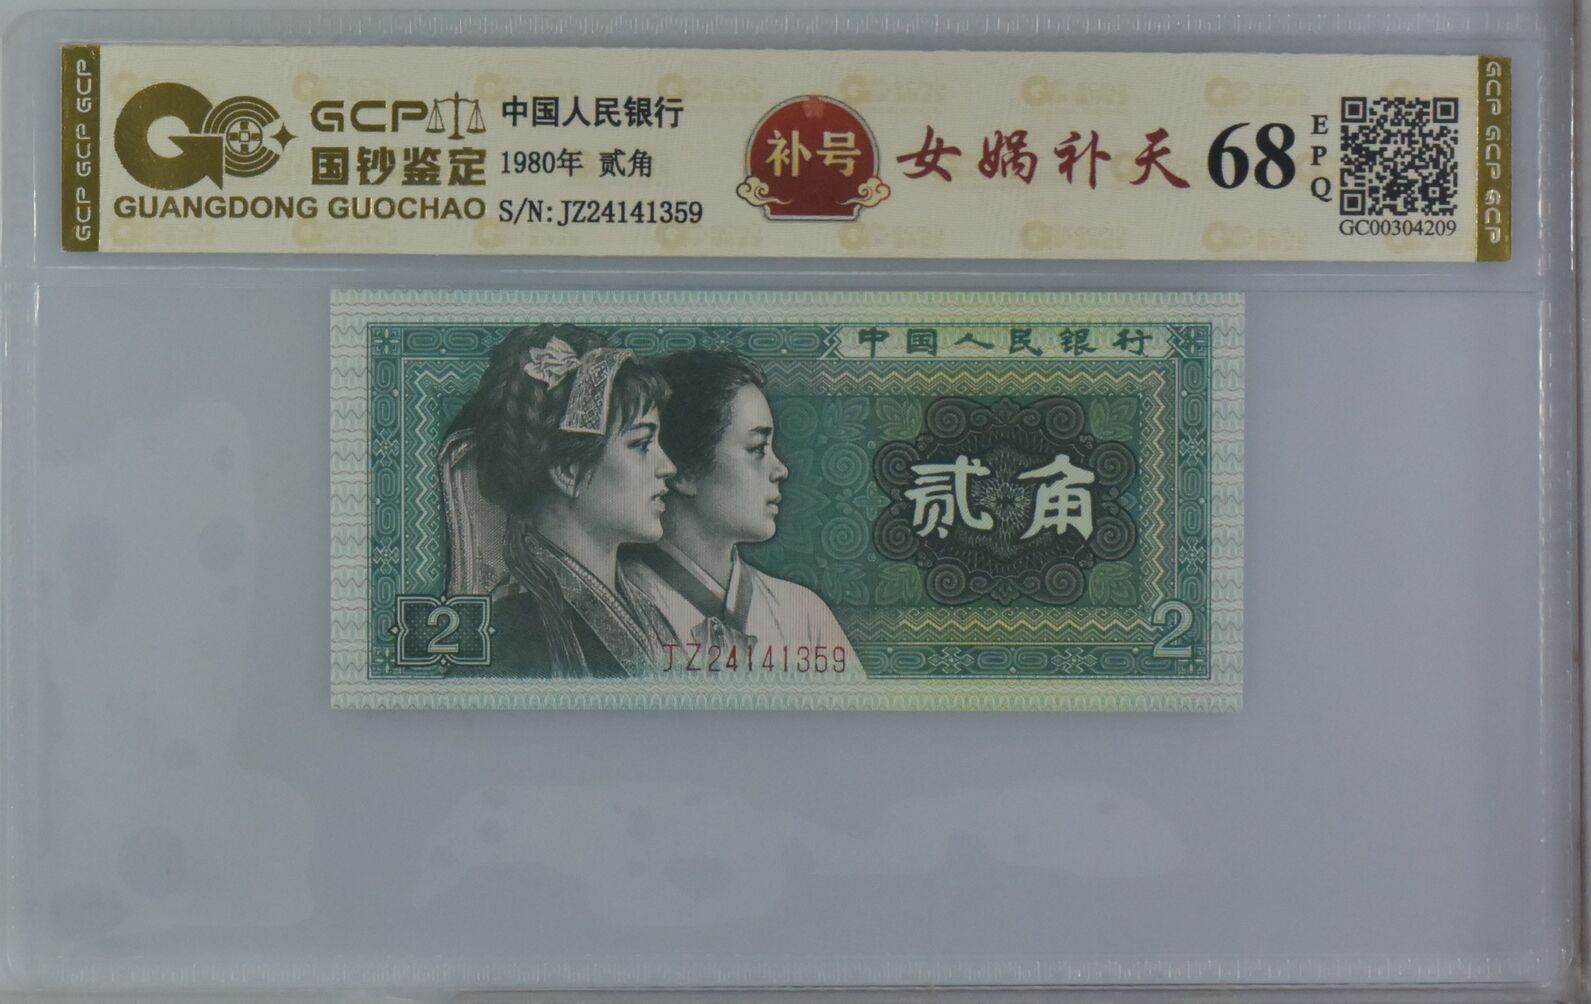 GCP GCP GCP
GCP
国钞鉴定
GUANGDONG GUOCHAO
中国人民银行
1980年 贰角
S/N: JZ24141359
补号
女娲补天
68
EPQ
GC00304209
GCP GCP GCP
中国人民银行
贰角
2
JZ24141359
2